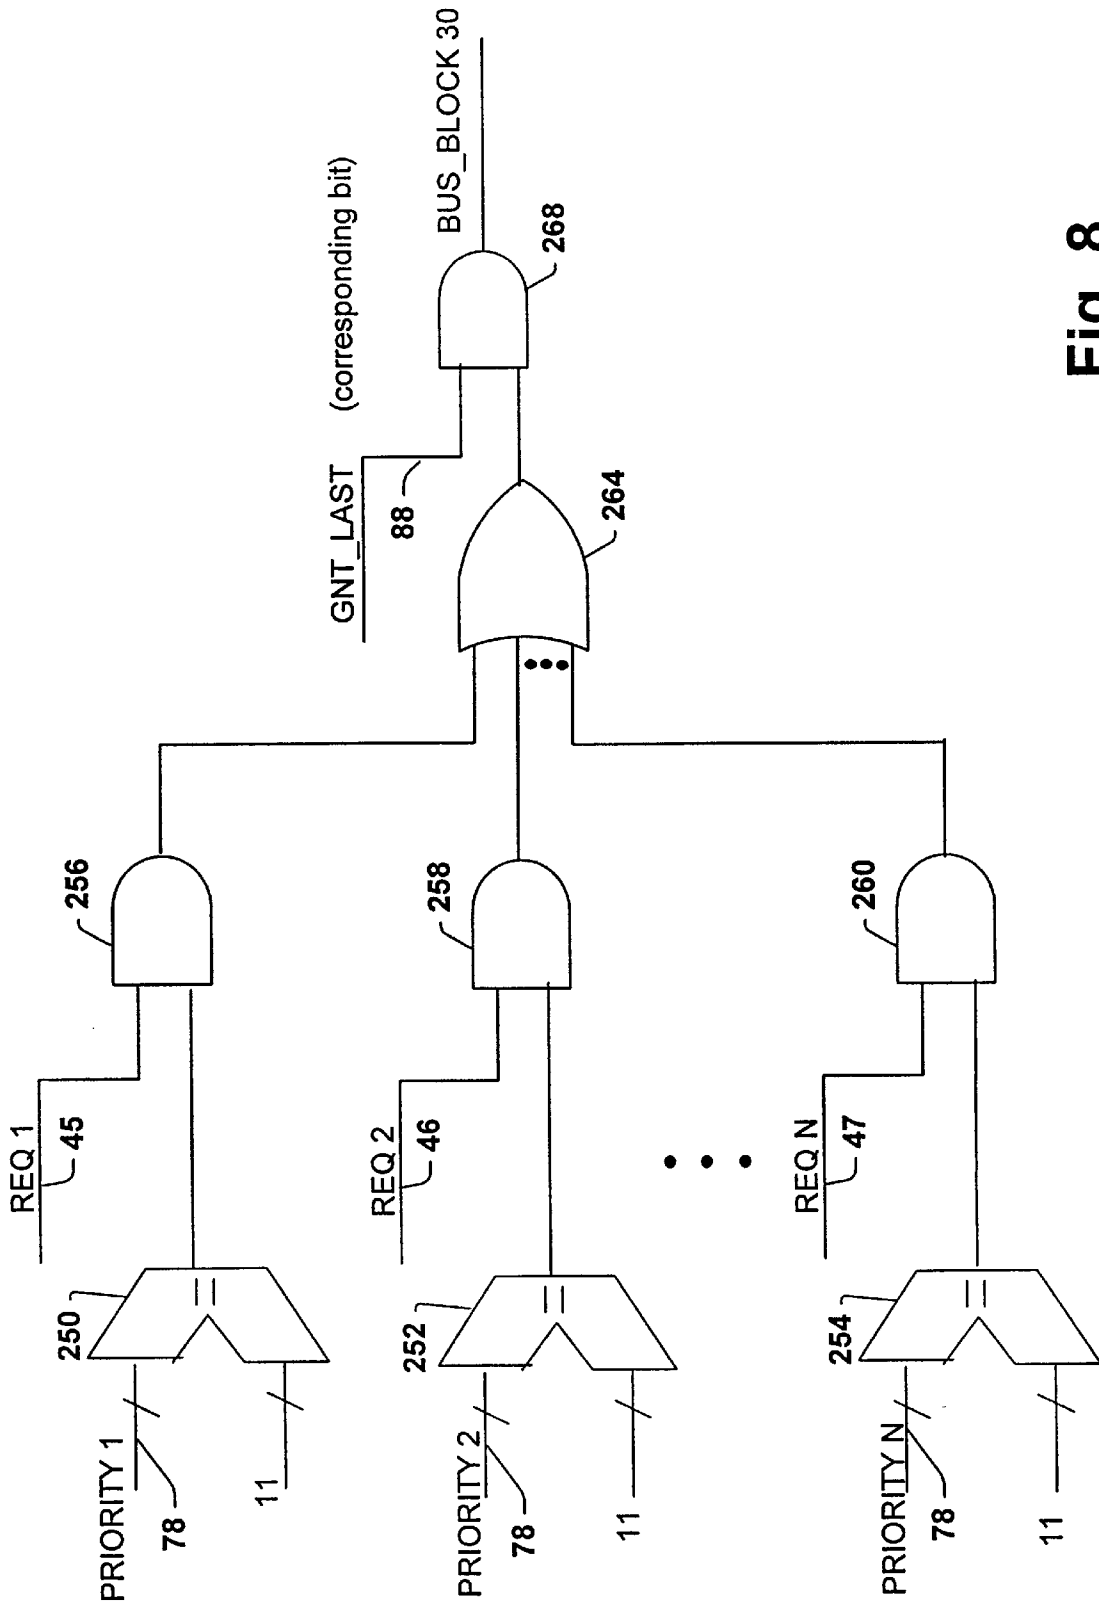 PRIORITY 1
78
11
250
REQ 1
45
256
PRIORITY 2
78
11
252
REQ 2
46
258
PRIORITY N
78
11
254
REQ N
47
260
GNT_LAST (corresponding bit)
88
264
BUS_BLOCK 30
268
Fig. 8